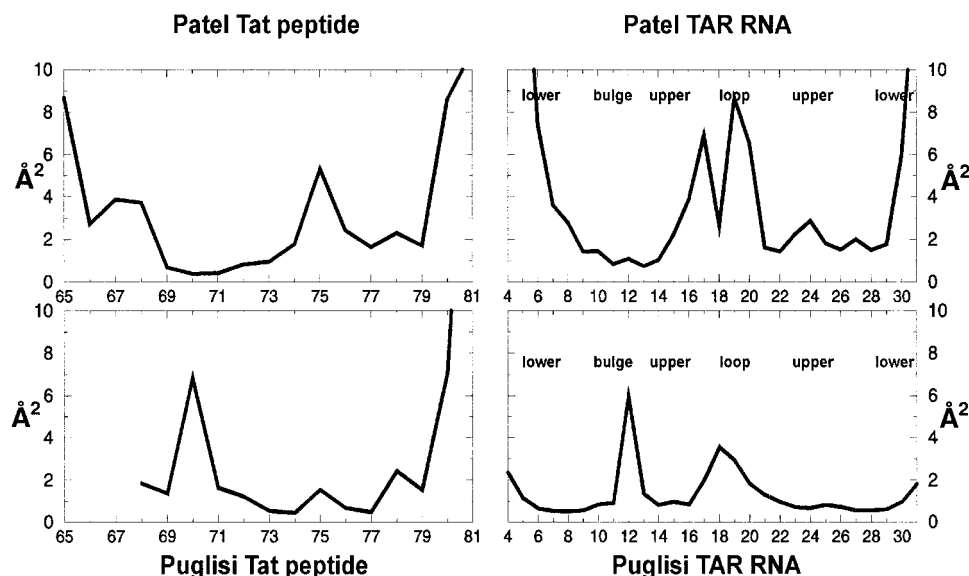 Patel Tat peptide
Patel TAR RNA
10
8
6
4
2
0
Å2
65 67 69 71 73 75 77 79 81
10
8
6
4
2
0
lower bulge upper loop upper lower
Å2
4 6 8 10 12 14 16 18 20 22 24 26 28 30
10
8
6
4
2
0
Å2
65 67 69 71 73 75 77 79 81
10
8
6
4
2
0
lower bulge upper loop upper lower
Å2
4 6 8 10 12 14 16 18 20 22 24 26 28 30
Puglisi Tat peptide
Puglisi TAR RNA